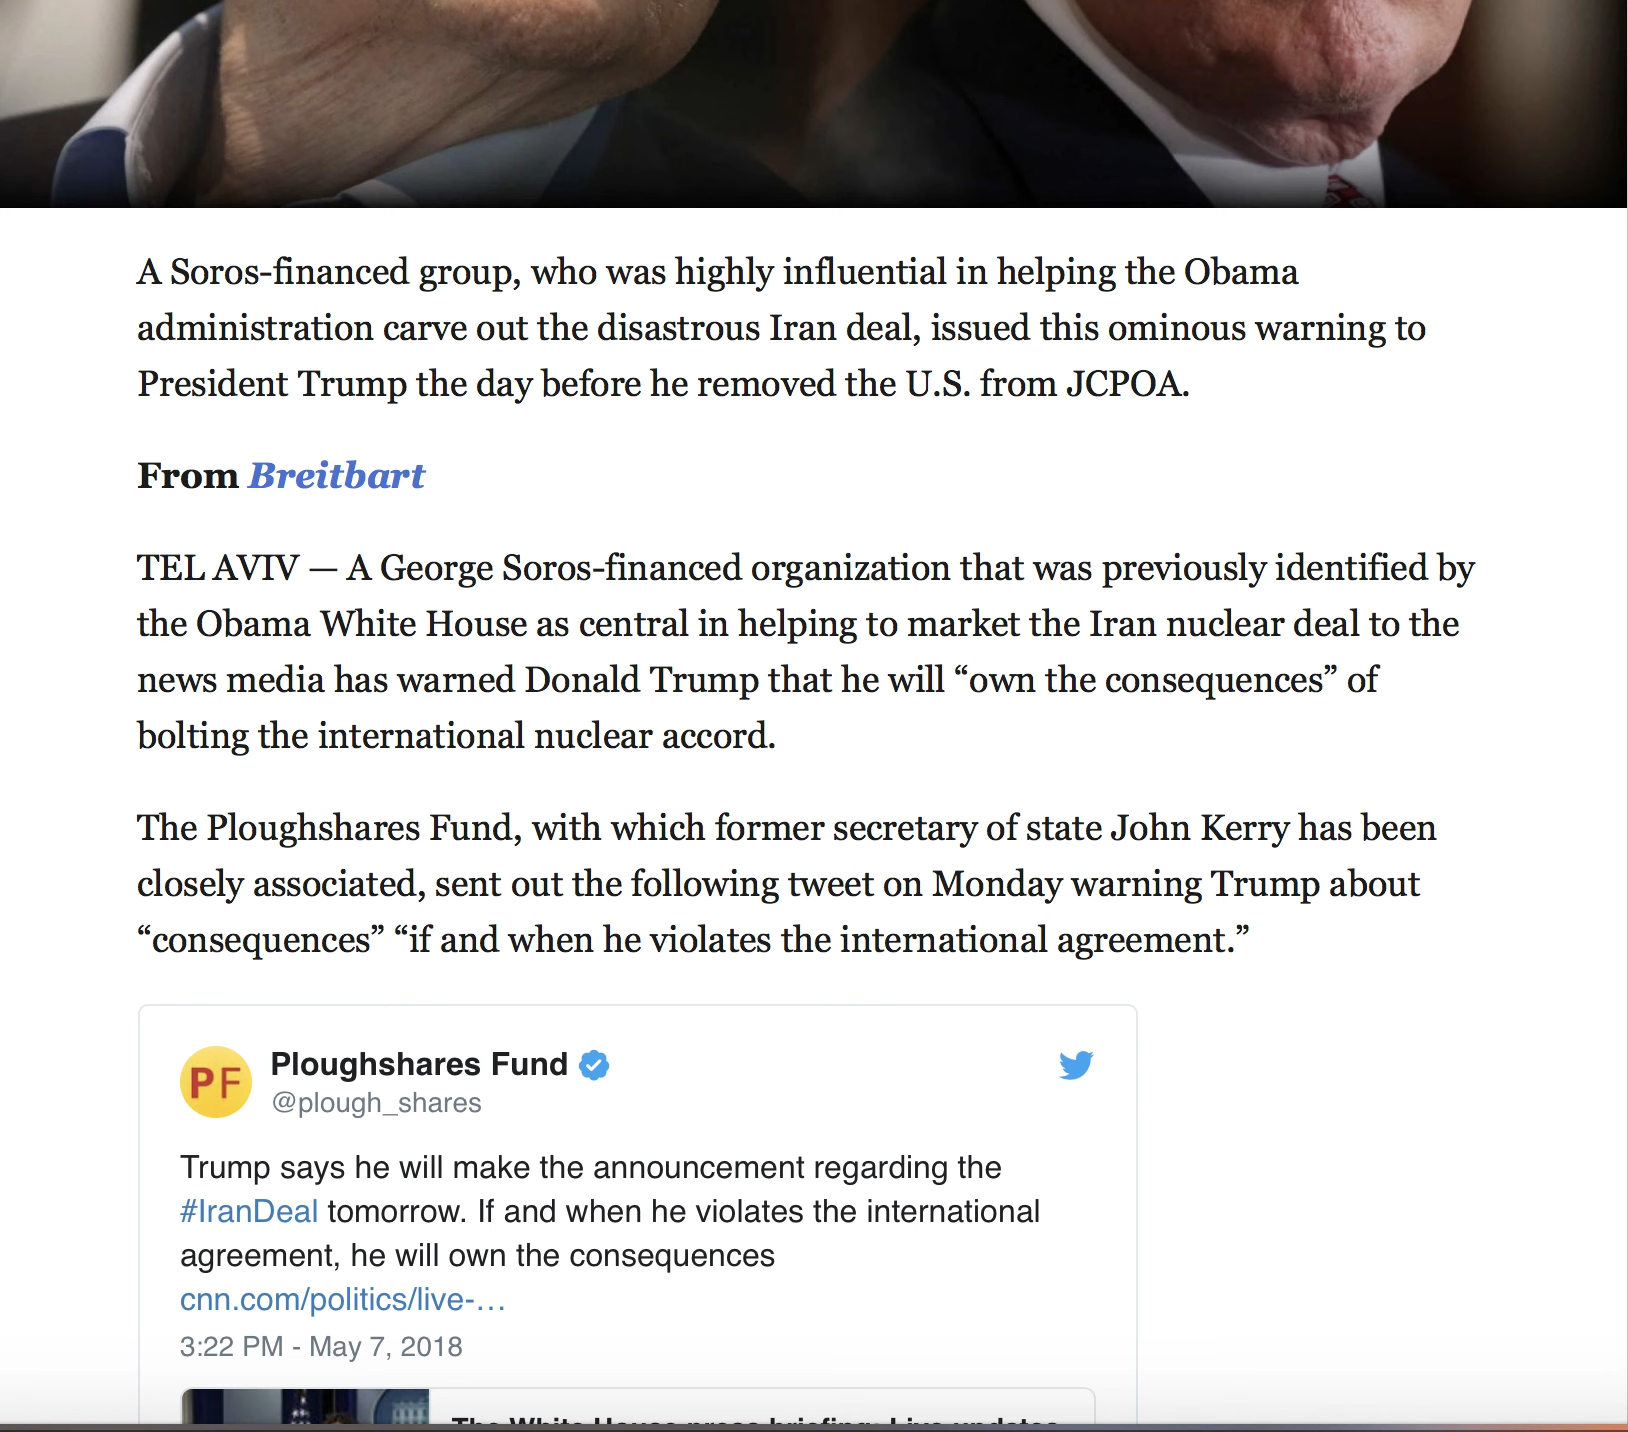 A Soros-financed group, who was highly influential in helping the Obama
administration carve out the disastrous Iran deal, issued this ominous warning to
President Trump the day before he removed the U.S. from JCPOA.
From Breitbart
TEL AVIV — A George Soros-financed organization that was previously identified by
the Obama White House as central in helping to market the Iran nuclear deal to the
news media has warned Donald Trump that he will “own the consequences” of
bolting the international nuclear accord.
The Ploughshares Fund, with which former secretary of state John Kerry has been
closely associated, sent out the following tweet on Monday warning Trump about
“consequences” “if and when he violates the international agreement.”
PF
Ploughshares Fund
@plough_shares
Trump says he will make the announcement regarding the
#IranDeal tomorrow. If and when he violates the international
agreement, he will own the consequences
cnn.com/politics/live-…
3:22 PM - May 7, 2018
The White House press briefing: Live updates